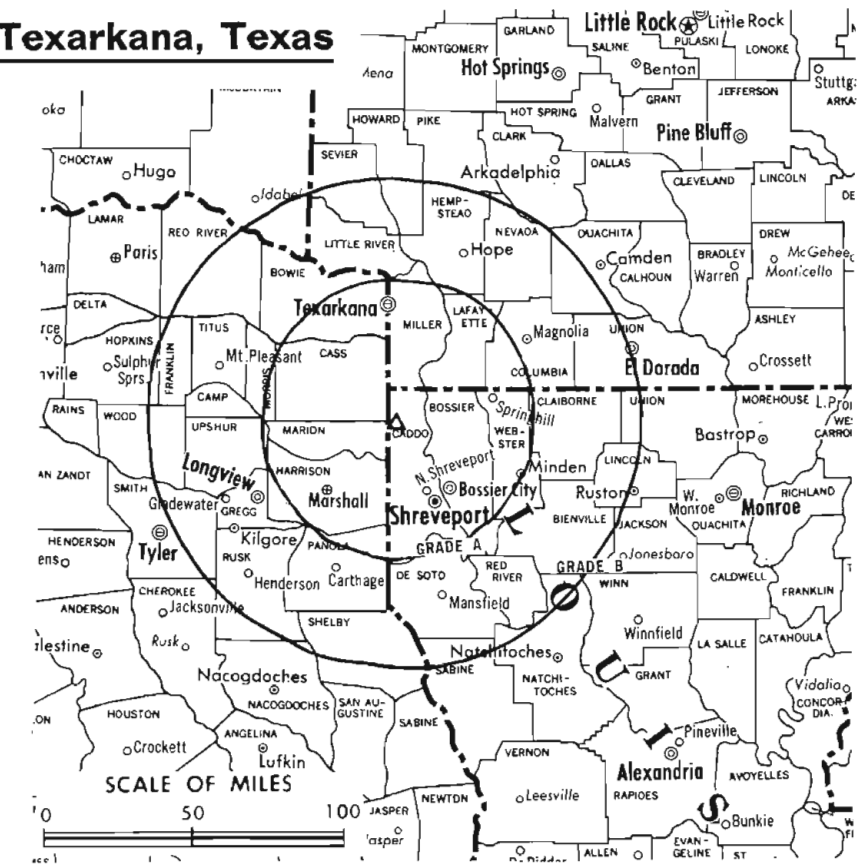 Texarkana, Texas
Little Rock
Little Rock
GARLAND
SALINE
PULASKI
LONOKE
MONTGOMERY
Hot Springs
Benton
GRANT
JEFFERSON
HOT SPRING
Malvern
HOWARD
PIKE
CLARK
Pine Bluff
SEVIER
Arkadelphia
DALLAS
CLEVELAND
LINCOLN
CHOCTAW
Hugo
Idabel
HEMP-
STEAD
NEVADA
OUACHITA
DREW
LAMAR
RED RIVER
LITTLE RIVER
Hope
Camden
CALHOUN
BRADLEY
Warren
McGehee
Monticello
Paris
BOWIE
DELTA
Texarkana
MILLER
LAFAY-
ETTE
Magnolia
UNION
ASHLEY
HOPKINS
TITUS
Mt. Pleasant
CASS
El Dorada
Crossett
Sulphur
Sprs.
FRANKLIN
MORRIS
COLUMBIA
CAMP
RAINS
WOOD
UPSHUR
MARION
BOSSIER
Springhill
CLAIBORNE
UNION
MOREHOUSE
CADDO
WEB-
STER
Bastrop
Longview
HARRISON
N. Shreveport
Minden
LINCOLN
AN ZANDT
SMITH
Gladewater
GREGG
Marshall
Bossier City
Ruston
W.
Monroe
Monroe
RICHLAND
Shreveport
OUACHITA
BIENVILLE
JACKSON
Tyler
Kilgore
HENDERSON
RUSK
PANOLA
GRADE A
L
Jonesboro
Henderson
Carthage
DE SOTO
RED
RIVER
GRADE B
WINN
CALDWELL
FRANKLIN
O
CHEROKEE
ANDERSON
Jacksonville
Mansfield
SHELBY
Winnfield
LA SALLE
CATAHOULA
Rusk
Natchitoches
SABINE
Nacogdoches
NATCHI-
TOCHES
U
GRANT
Vidalia
CONCOR-
DIA.
HOUSTON
NACOGDOCHES
SAN AU-
GUSTINE
SABINE
ANGELINA
Crockett
Lufkin
VERNON
I
Pineville
Alexandria
AVOYELLES
SCALE OF MILES
0 50 100
NEWTON
JASPER
Leesville
RAPIDES
S
Bunkie
ALLEN
EVAN-
GELINE
ST